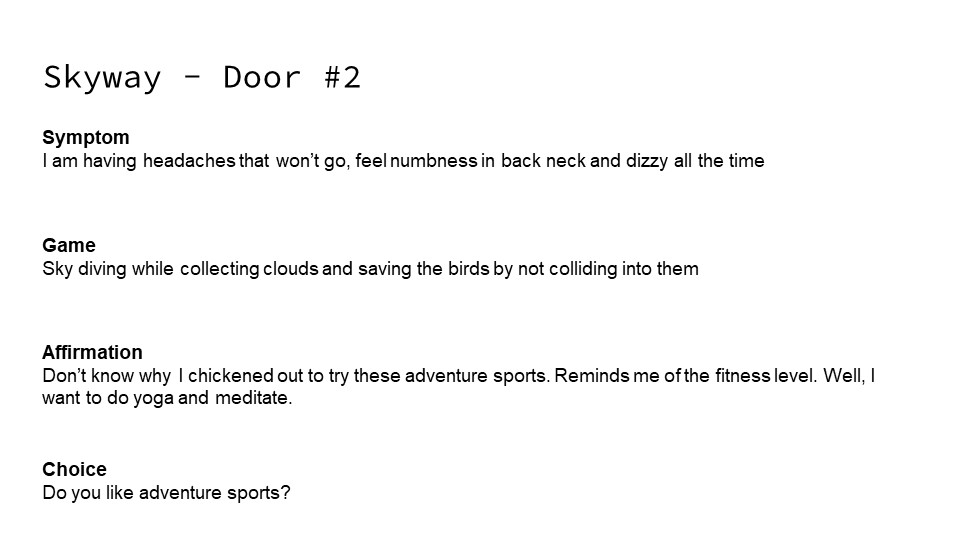 Skyway - Door #2
Symptom
I am having headaches that won’t go, feel numbness in back neck and dizzy all the time
Game
Sky diving while collecting clouds and saving the birds by not colliding into them
Affirmation
Don’t know why I chickened out to try these adventure sports. Reminds me of the fitness level. Well, I
want to do yoga and meditate.
Choice
Do you like adventure sports?